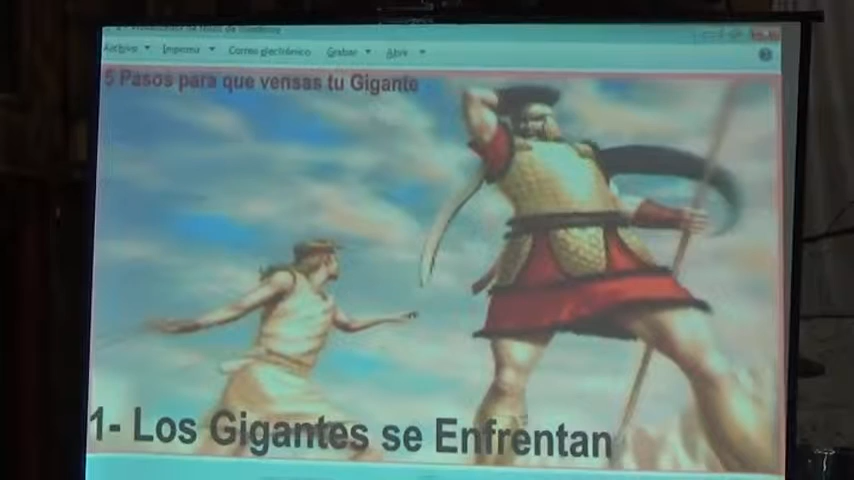 Archivo Imprimir Correo electrónico Grabar Abrir
5 Pasos para que vensas tu Gigante
1- Los Gigantes se Enfrentan